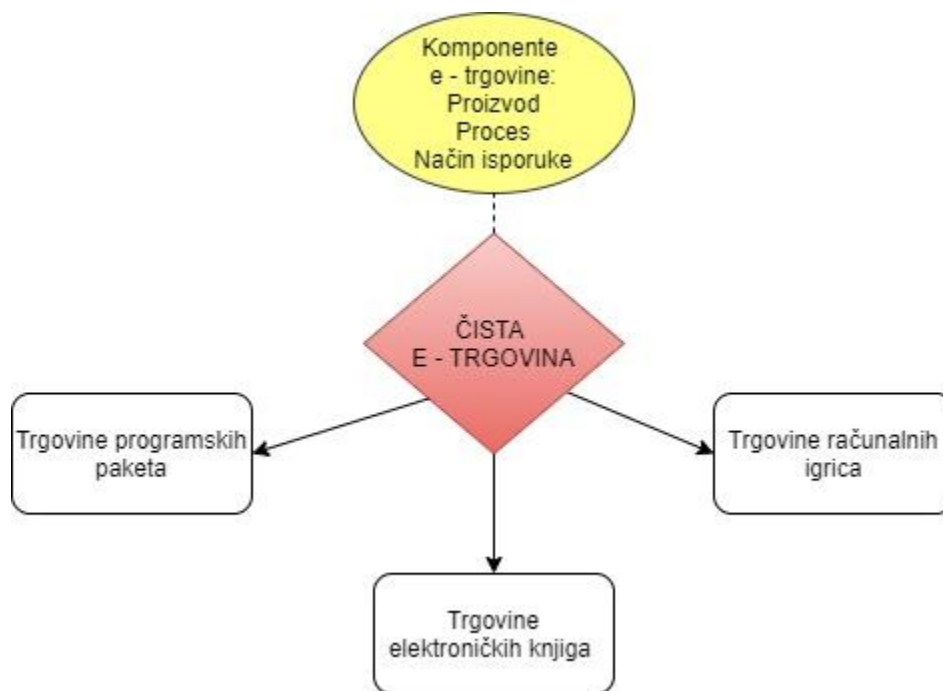 Komponente
e - trgovine:
Proizvod
Proces
Način isporuke
ČISTA
E - TRGOVINA
Trgovine programskih
paketa
Trgovine računalnih
igrica
Trgovine
elektroničkih knjiga